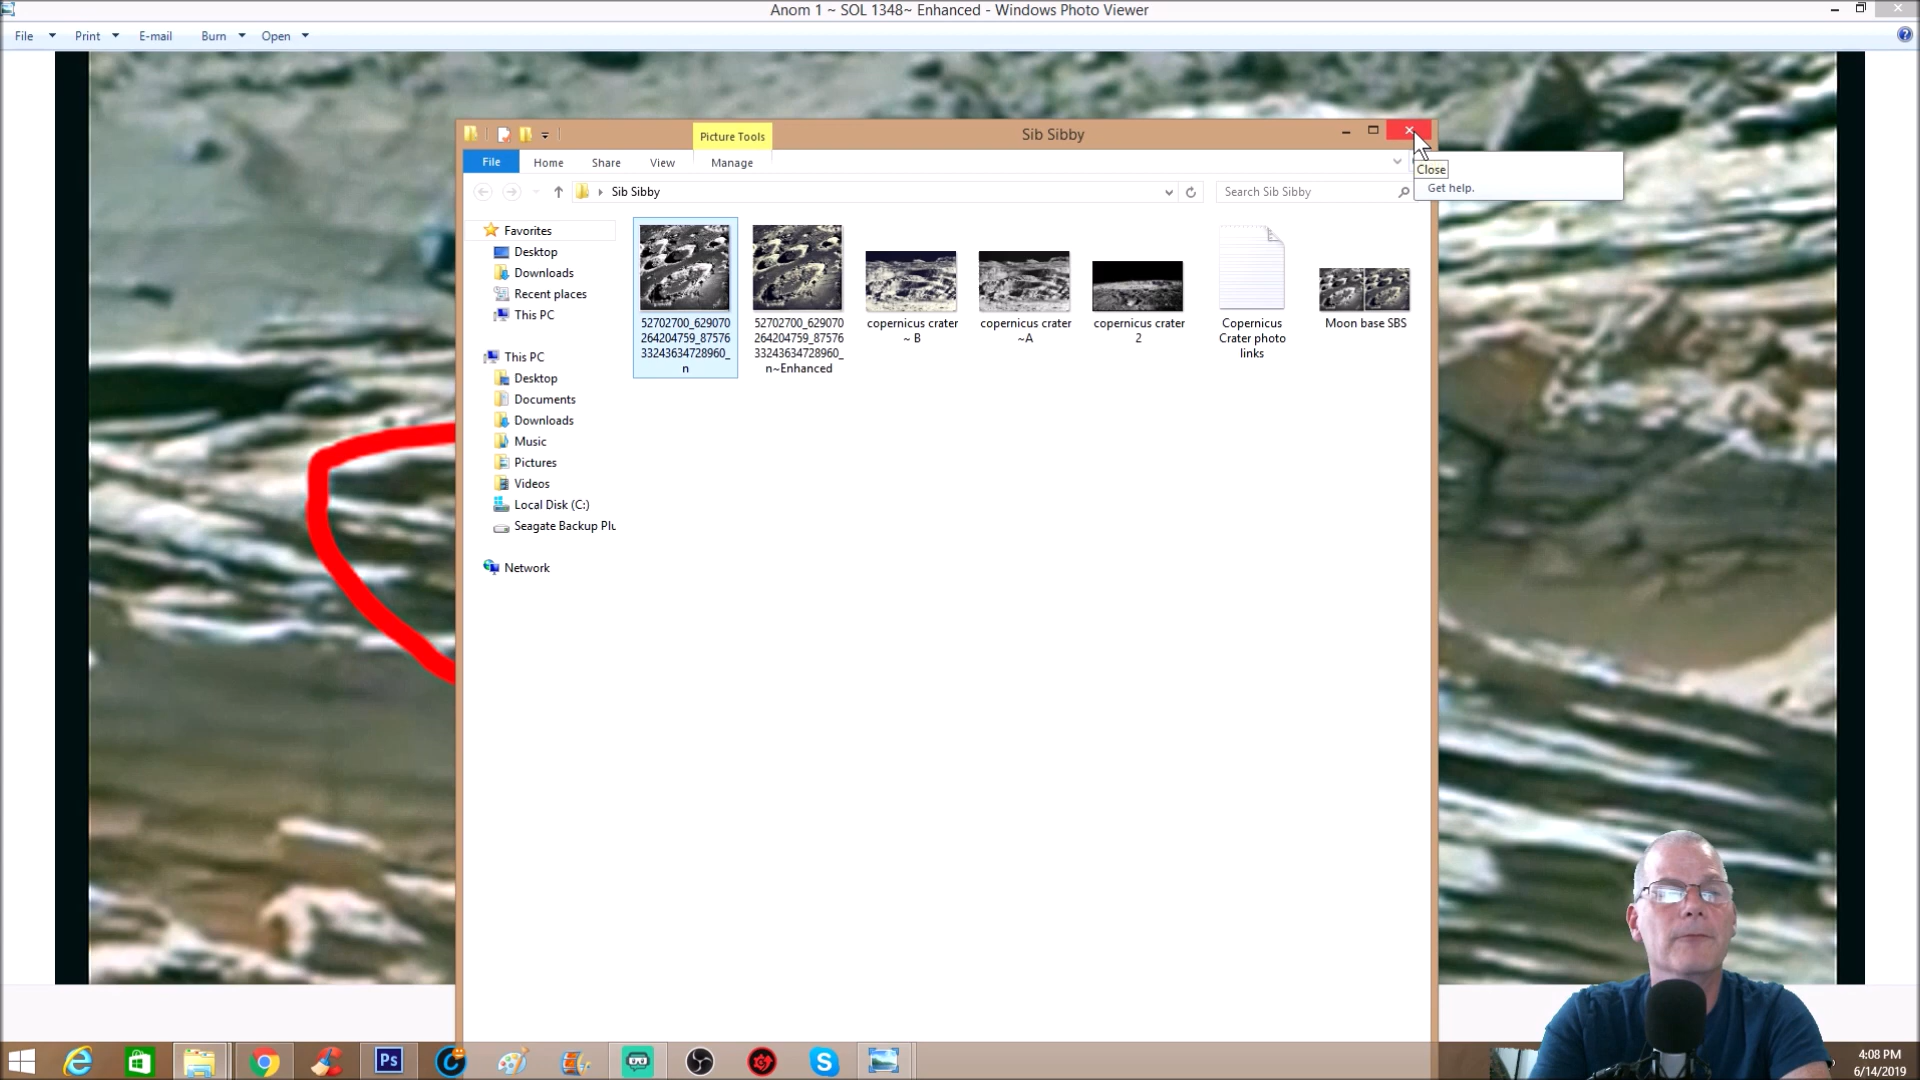 Anom 1 ~ SOL 1348~ Enhanced - Windows Photo Viewer
File Print E-mail Burn Open
Picture Tools
Sib Sibby
File Home Share View Manage
Close
Get help.
Sib Sibby
Search Sib Sibby
Favorites
Desktop
Downloads
Recent places
This PC
This PC
Desktop
Documents
Downloads
Music
Pictures
Videos
Local Disk (C:)
Seagate Backup Plu
Network
52702700_629070
264204759_87576
33243634728960_
n
52702700_629070
264204759_87576
33243634728960_
n~Enhanced
copernicus crater
~ B
copernicus crater
~A
copernicus crater
2
Copernicus
Crater photo
links
Moon base SBS
Ps
4:08 PM
6/14/2019